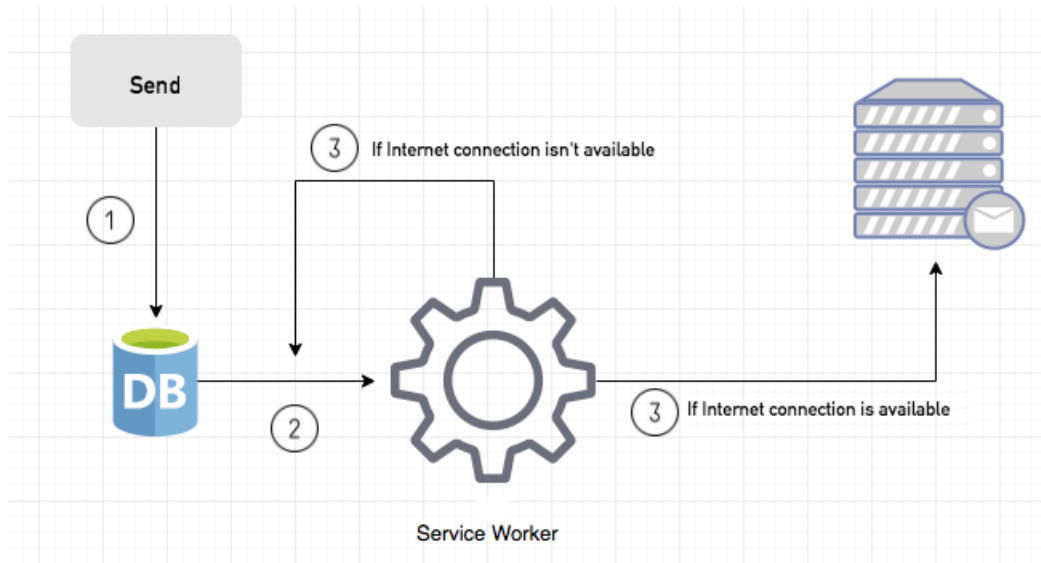 Send
3
If Internet connection isn't available
1
DB
2
3
If Internet connection is available
Service Worker